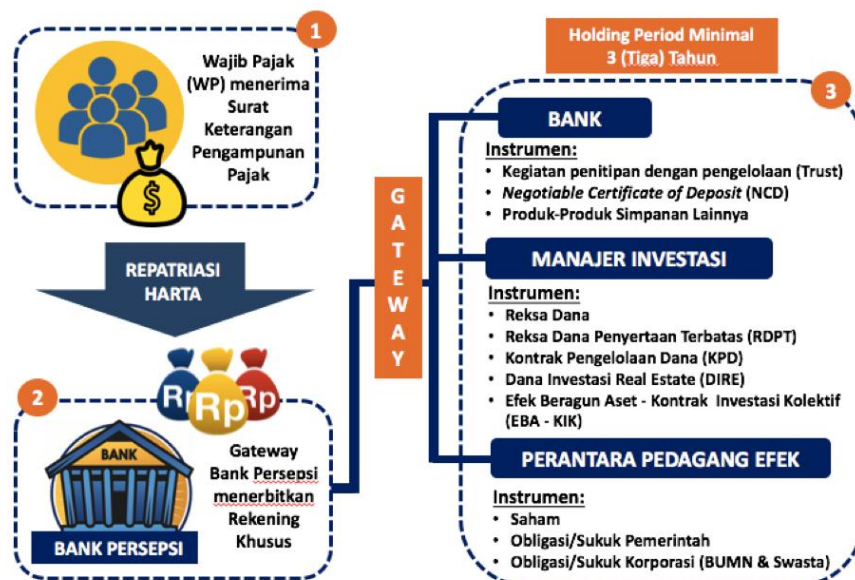 1
Wajib Pajak
(WP) menerima
Surat
Keterangan
Pengampunan
Pajak
$
REPATRIASI
HARTA
2
Rp Rp Rp
BANK
BANK PERSEPSI
Gateway
Bank Persepsi
menerbitkan
Rekening
Khusus
GATEWAY
Holding Period Minimal
3 (Tiga) Tahun
3
BANK
Instrumen:
• Kegiatan penitipan dengan pengelolaan (Trust)
• Negotiable Certificate of Deposit (NCD)
• Produk-Produk Simpanan Lainnya
MANAJER INVESTASI
Instrumen:
• Reksa Dana
• Reksa Dana Penyertaan Terbatas (RDPT)
• Kontrak Pengelolaan Dana (KPD)
• Dana Investasi Real Estate (DIRE)
• Efek Beragun Aset - Kontrak Investasi Kolektif
(EBA - KIK)
PERANTARA PEDAGANG EFEK
Instrumen:
• Saham
• Obligasi/Sukuk Pemerintah
• Obligasi/Sukuk Korporasi (BUMN & Swasta)